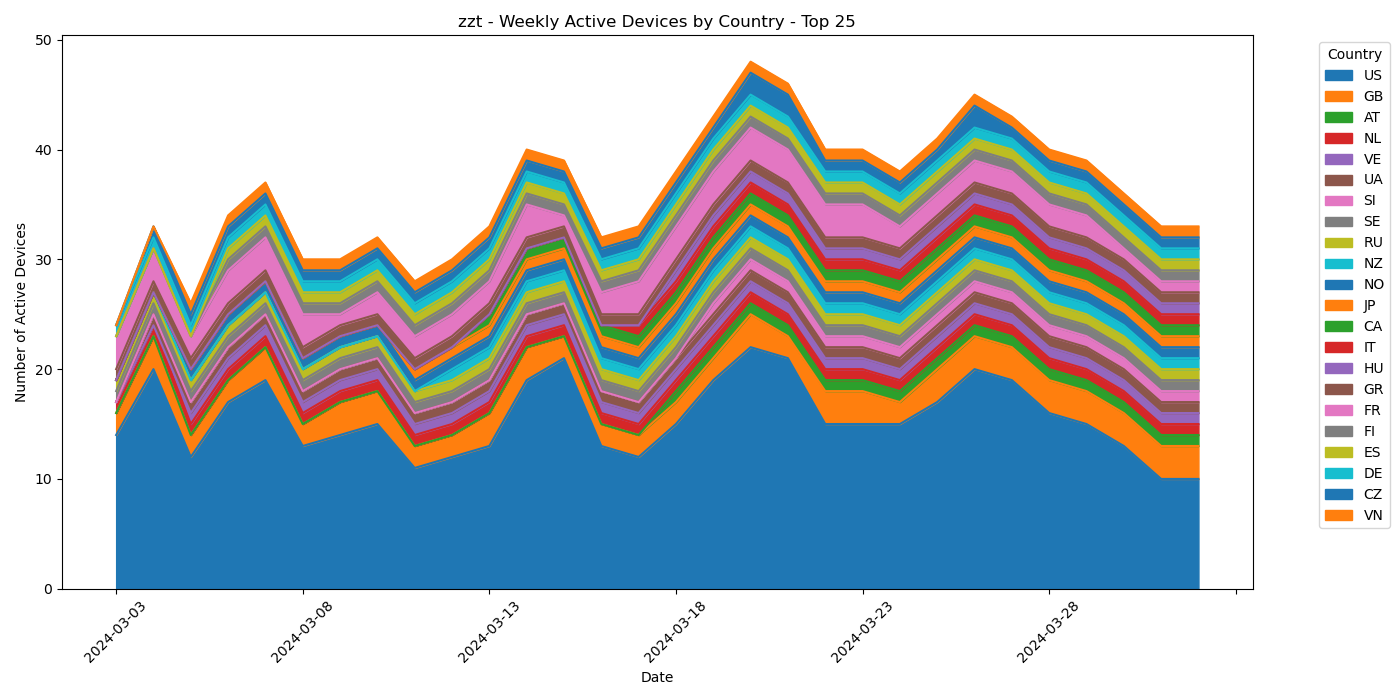 zzt - Weekly Active Devices by Country - Top 25
50
40
30
20
10
0
Number of Active Devices
2024-03-03
2024-03-08
2024-03-13
2024-03-18
2024-03-23
2024-03-28
Date
Country
US
GB
AT
NL
VE
UA
SI
SE
RU
NZ
NO
JP
CA
IT
HU
GR
FR
FI
ES
DE
CZ
VN